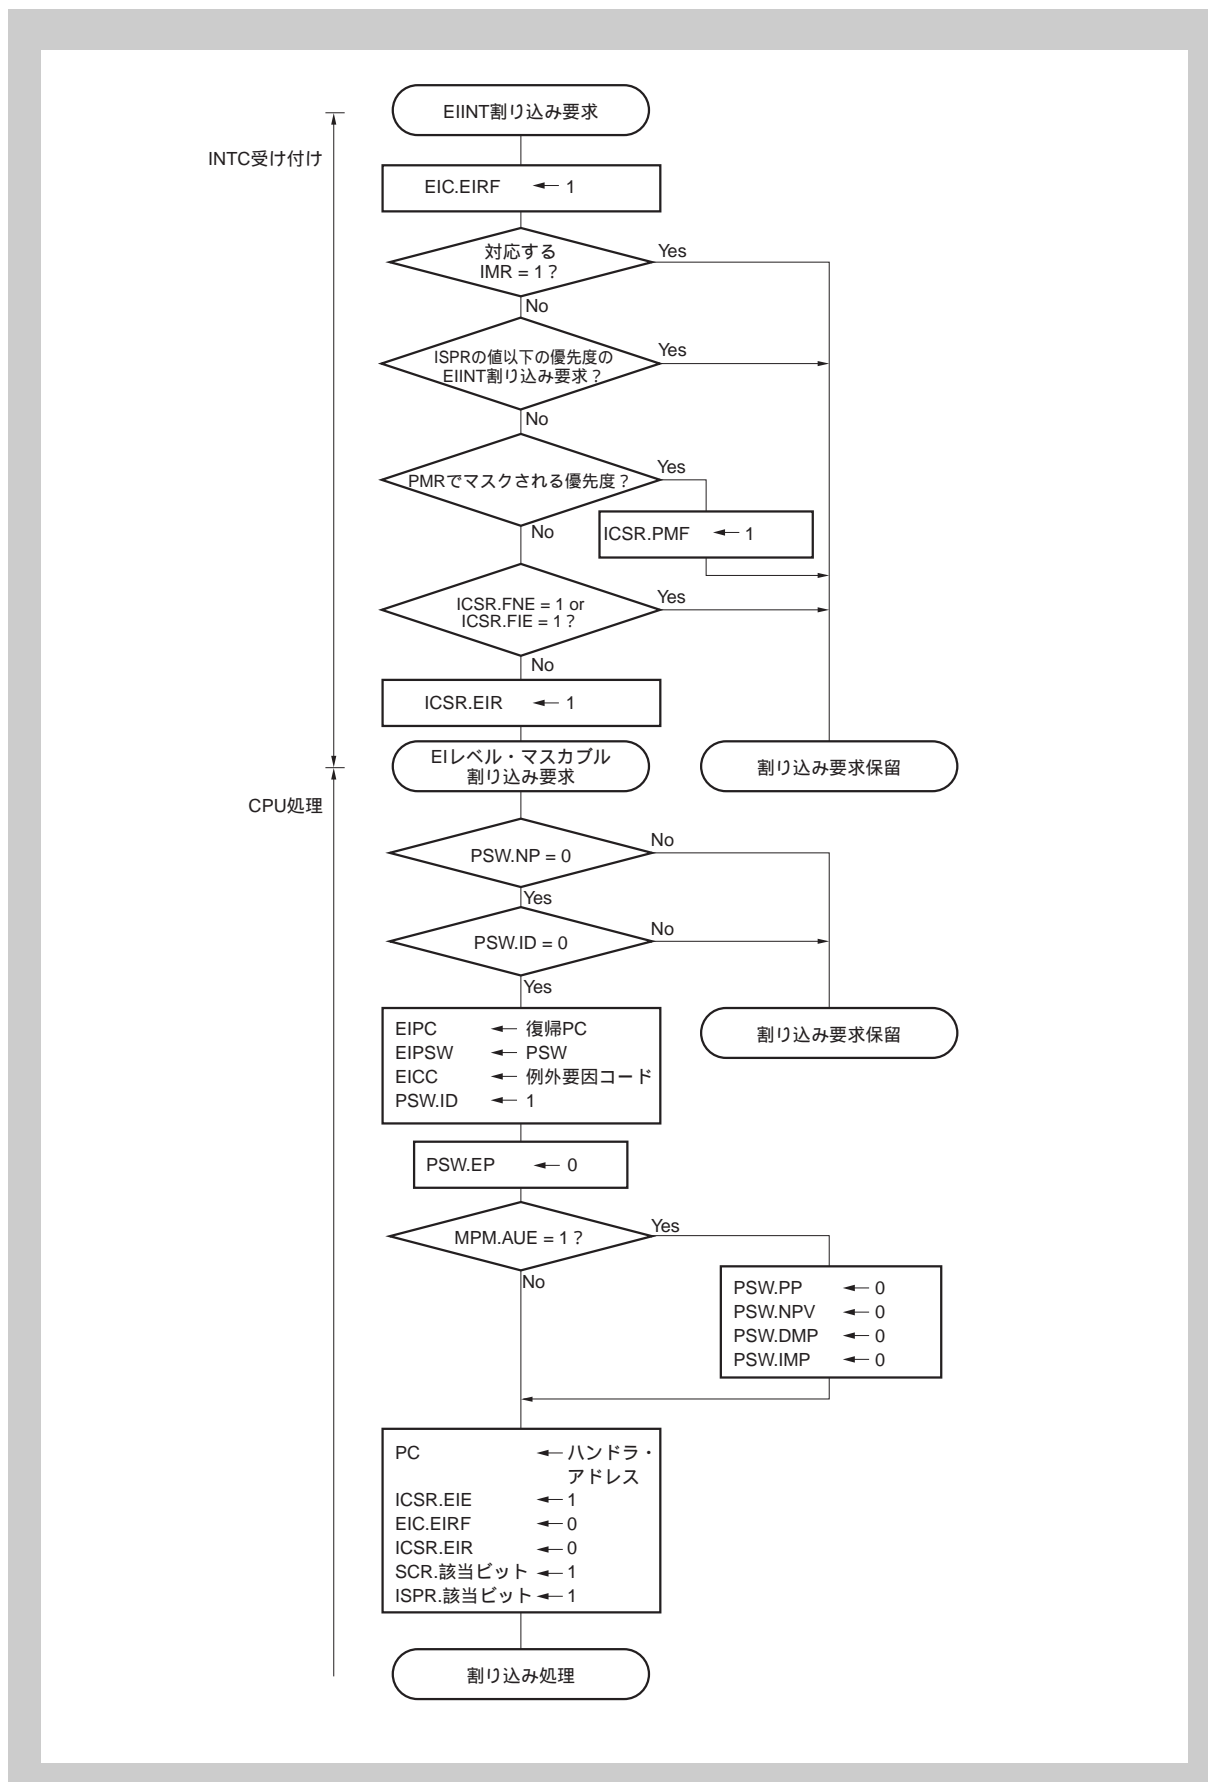 EIINT割り込み要求
INTC受け付け
EIC.EIRF ← 1
対応する
IMR = 1？
Yes
No
ISPRの値以下の優先度の
EIINT割り込み要求？
Yes
No
PMRでマスクされる優先度？
Yes
No
ICSR.PMF ← 1
ICSR.FNE = 1 or
ICSR.FIE = 1？
Yes
No
ICSR.EIR ← 1
EIレベル・マスカブル
割り込み要求
割り込み要求保留
CPU処理
PSW.NP = 0
No
Yes
PSW.ID = 0
No
Yes
割り込み要求保留
EIPC ← 復帰PC
EIPSW ← PSW
EICC ← 例外要因コード
PSW.ID ← 1
PSW.EP ← 0
MPM.AUE = 1？
Yes
No
PSW.PP ← 0
PSW.NPV ← 0
PSW.DMP ← 0
PSW.IMP ← 0
PC ← ハンドラ・
アドレス
ICSR.EIE ← 1
EIC.EIRF ← 0
ICSR.EIR ← 0
SCR.該当ビット ← 1
ISPR.該当ビット ← 1
割り込み処理